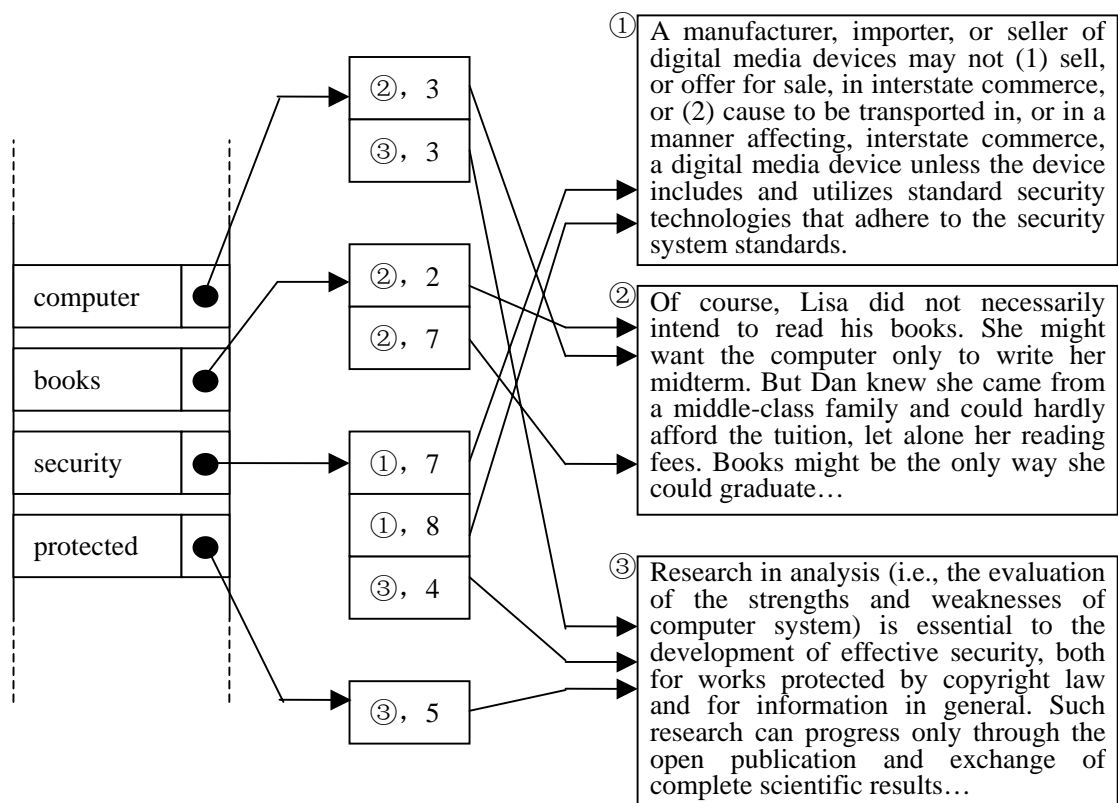 computer
books
security
protected
②, 3
③, 3
②, 2
②, 7
①, 7
①, 8
③, 4
③, 5
①
A manufacturer, importer, or seller of
digital media devices may not (1) sell,
or offer for sale, in interstate commerce,
or (2) cause to be transported in, or in a
manner affecting, interstate commerce,
a digital media device unless the device
includes and utilizes standard security
technologies that adhere to the security
system standards.
②
Of course, Lisa did not necessarily
intend to read his books. She might
want the computer only to write her
midterm. But Dan knew she came from
a middle-class family and could hardly
afford the tuition, let alone her reading
fees. Books might be the only way she
could graduate…
③
Research in analysis (i.e., the evaluation
of the strengths and weaknesses of
computer system) is essential to the
development of effective security, both
for works protected by copyright law
and for information in general. Such
research can progress only through the
open publication and exchange of
complete scientific results…